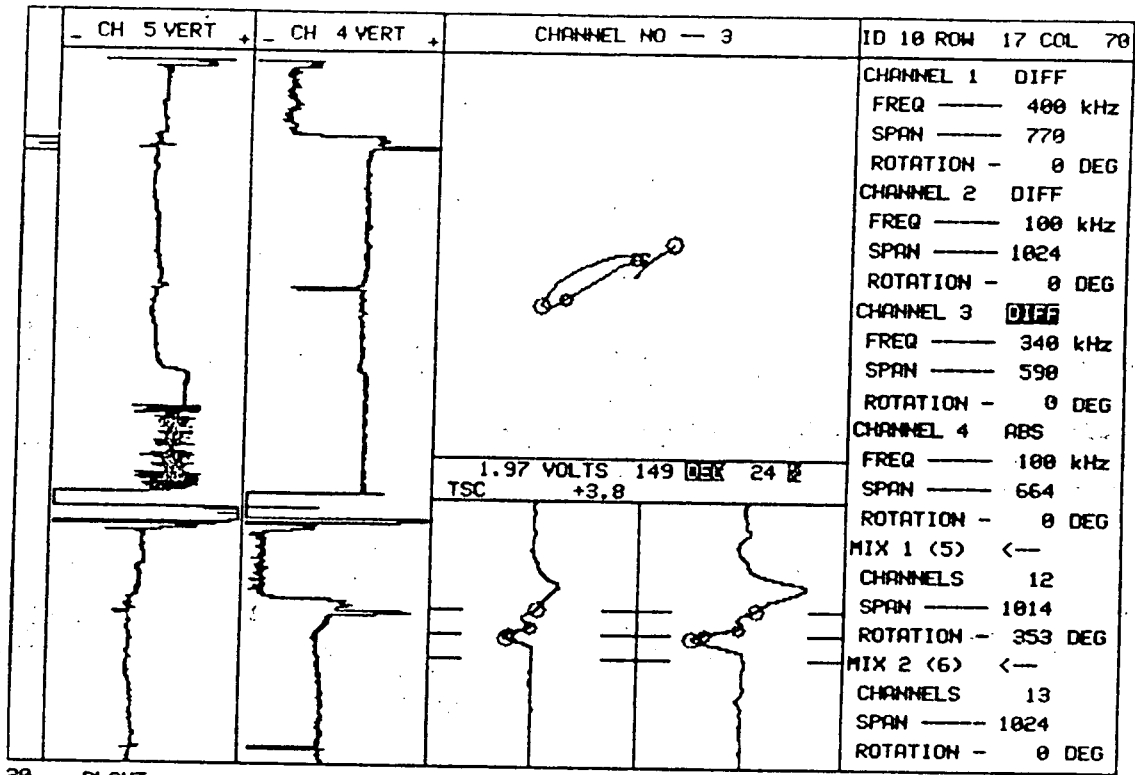 - CH 5 VERT +
- CH 4 VERT +
CHANNEL NO -- 3
ID 10 ROW 17 COL 70
CHANNEL 1 DIFF
FREQ ----- 400 kHz
SPAN ----- 770
ROTATION - 0 DEG
CHANNEL 2 DIFF
FREQ ----- 100 kHz
SPAN ----- 1024
ROTATION - 0 DEG
CHANNEL 3 DIFF
FREQ ----- 340 kHz
SPAN ----- 590
ROTATION - 0 DEG
CHANNEL 4 ABS
FREQ ----- 100 kHz
SPAN ----- 664
ROTATION - 0 DEG
MIX 1 (5) <--
CHANNELS 12
SPAN ----- 1014
ROTATION - 353 DEG
MIX 2 (6) <--
CHANNELS 13
SPAN ----- 1024
ROTATION - 0 DEG
1.97 VOLTS 149 DEG 24 %
TSC +3.8